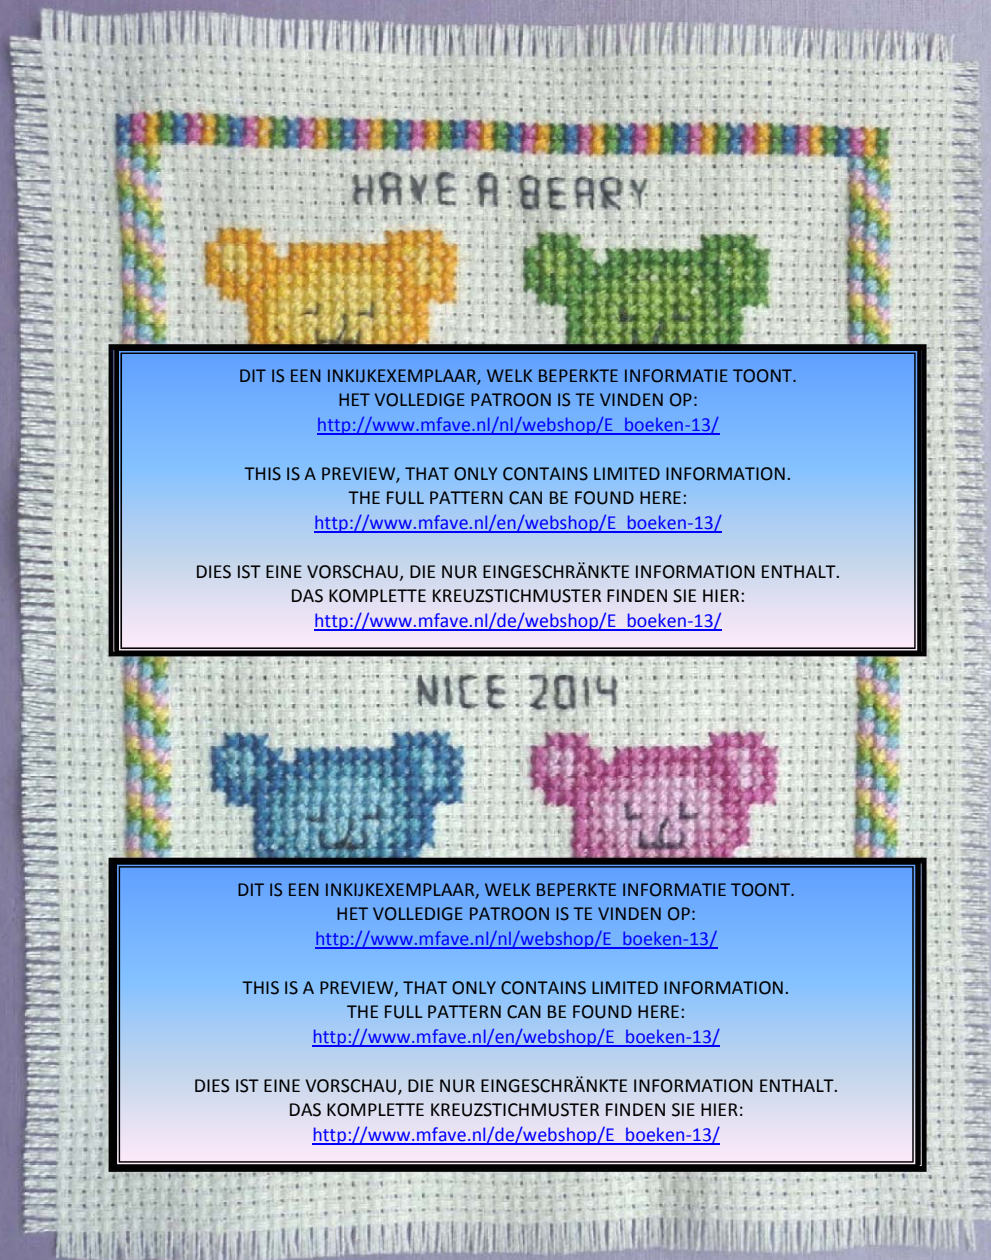 HAVE A BEARY
DIT IS EEN INKIJKEXEMPLAAR, WELK BEPERKTE INFORMATIE TOONT.
HET VOLLEDIGE PATROON IS TE VINDEN OP:
http://www.mfave.nl/nl/webshop/E_boeken-13/
THIS IS A PREVIEW, THAT ONLY CONTAINS LIMITED INFORMATION.
THE FULL PATTERN CAN BE FOUND HERE:
http://www.mfave.nl/en/webshop/E_boeken-13/
DIES IST EINE VORSCHAU, DIE NUR EINGESCHRÄNKTE INFORMATION ENTHALT.
DAS KOMPLETTE KREUZSTICHMUSTER FINDEN SIE HIER:
http://www.mfave.nl/de/webshop/E_boeken-13/
NICE 2014
DIT IS EEN INKIJKEXEMPLAAR, WELK BEPERKTE INFORMATIE TOONT.
HET VOLLEDIGE PATROON IS TE VINDEN OP:
http://www.mfave.nl/nl/webshop/E_boeken-13/
THIS IS A PREVIEW, THAT ONLY CONTAINS LIMITED INFORMATION.
THE FULL PATTERN CAN BE FOUND HERE:
http://www.mfave.nl/en/webshop/E_boeken-13/
DIES IST EINE VORSCHAU, DIE NUR EINGESCHRÄNKTE INFORMATION ENTHALT.
DAS KOMPLETTE KREUZSTICHMUSTER FINDEN SIE HIER:
http://www.mfave.nl/de/webshop/E_boeken-13/